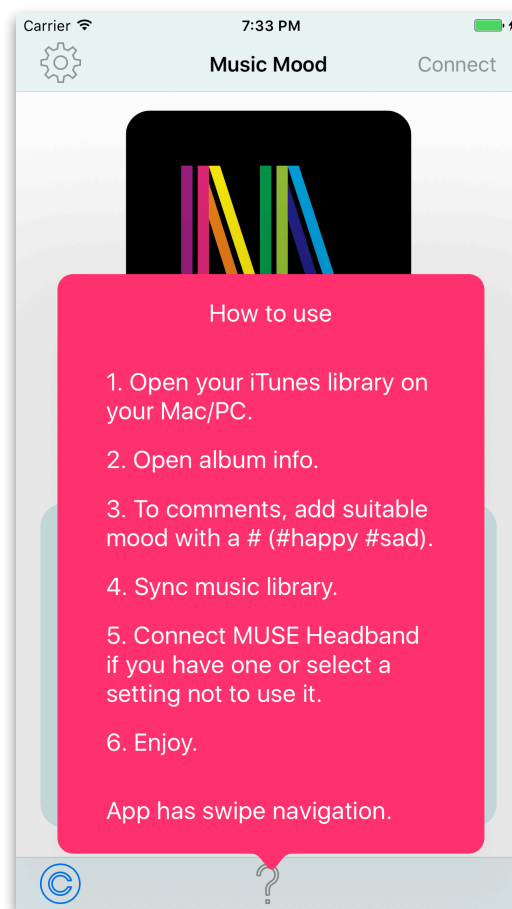 Carrier 7:33 PM
Music Mood Connect
How to use
1. Open your iTunes library on
your Mac/PC.
2. Open album info.
3. To comments, add suitable
mood with a # (#happy #sad).
4. Sync music library.
5. Connect MUSE Headband
if you have one or select a
setting not to use it.
6. Enjoy.
App has swipe navigation.
© ?